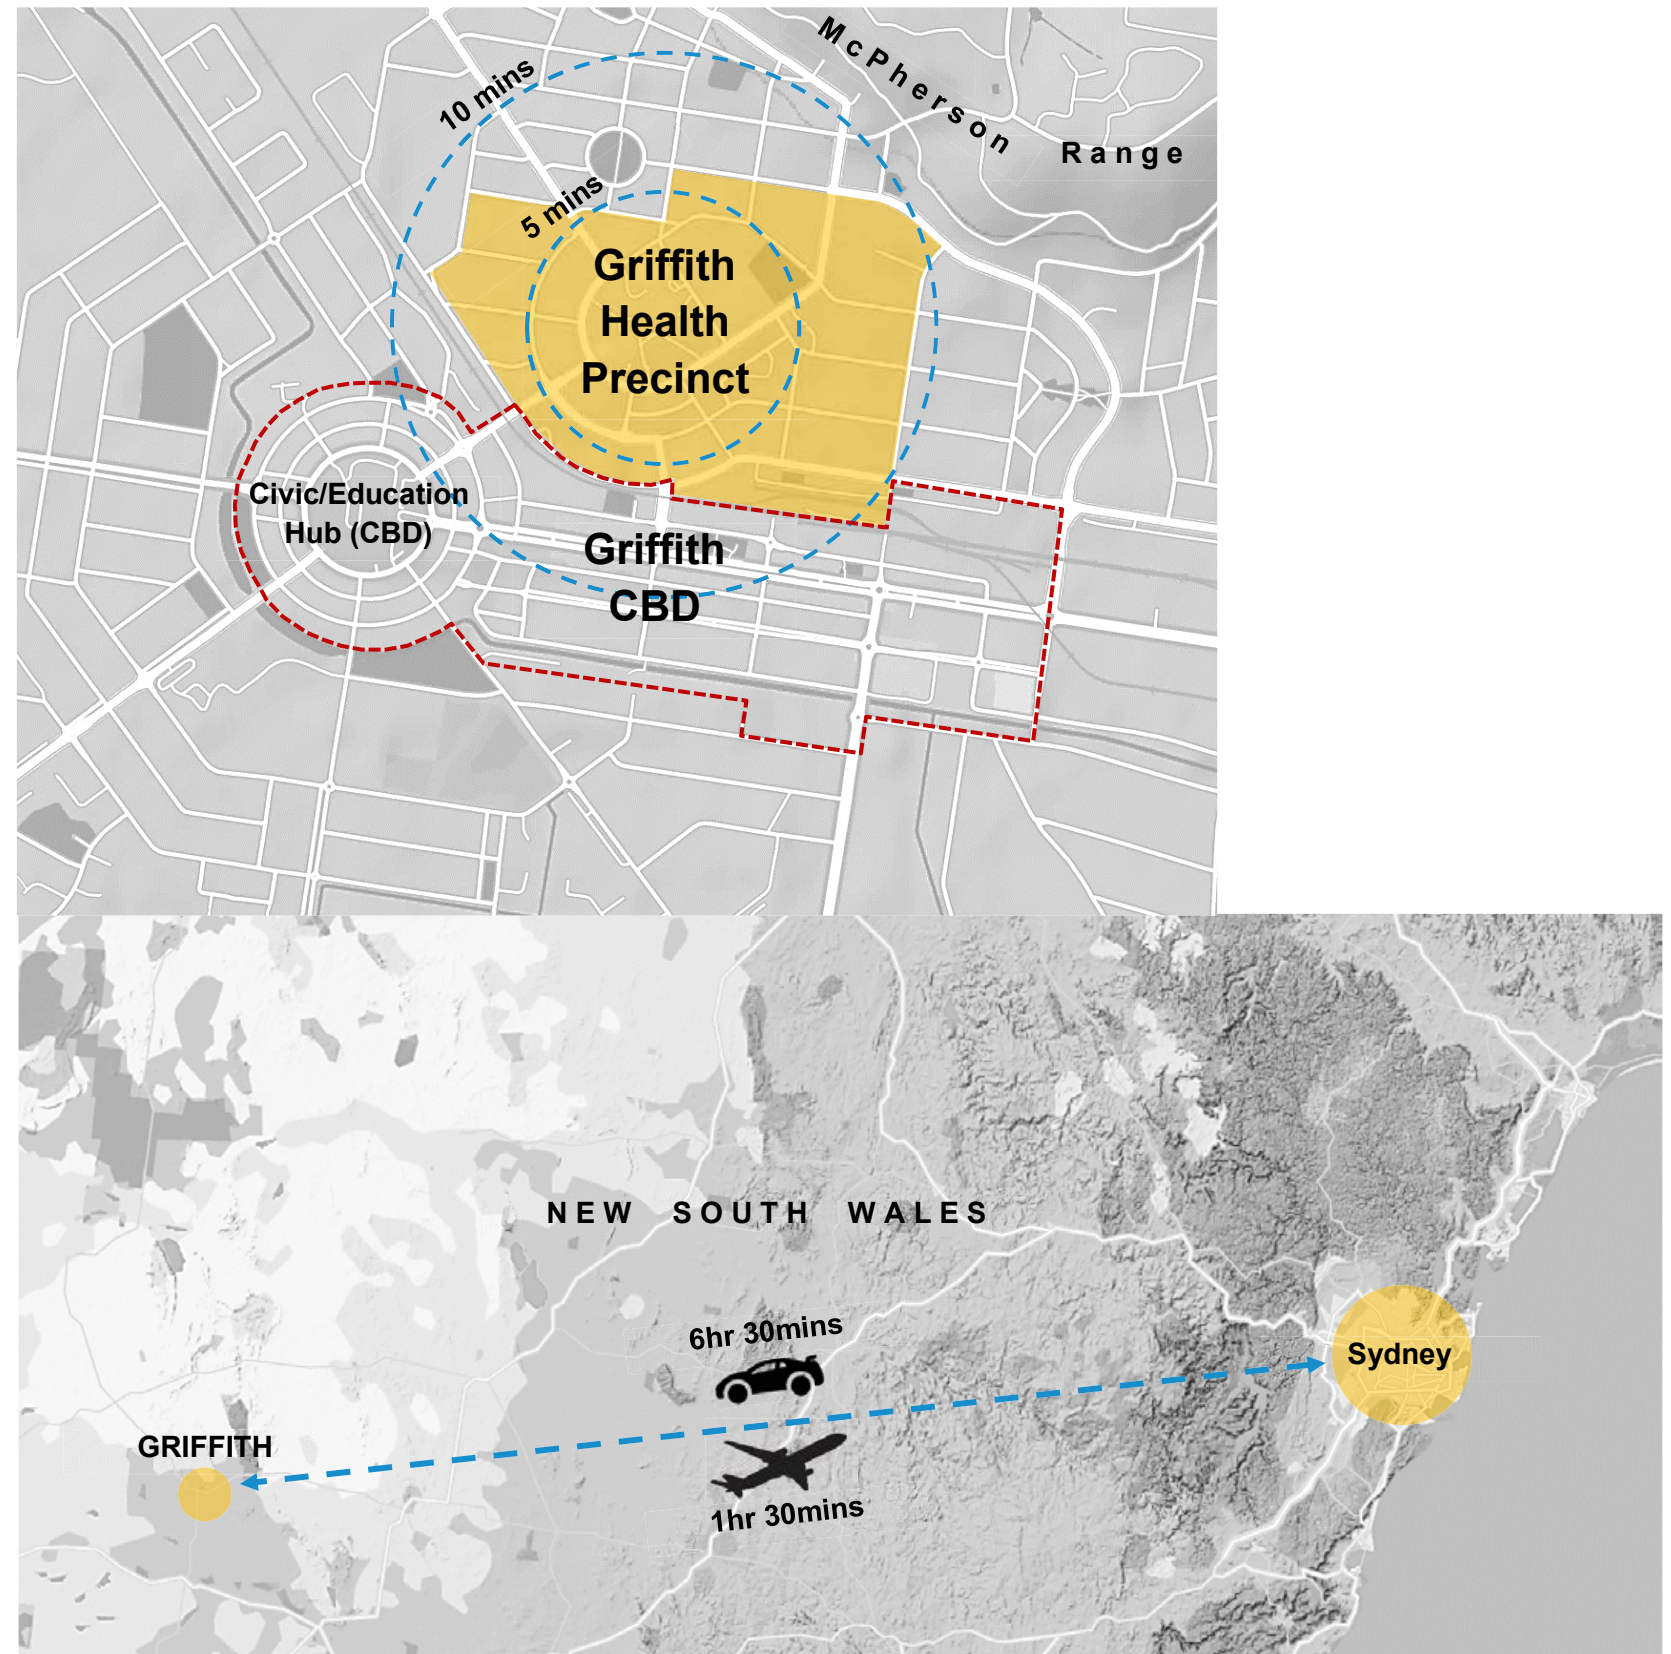 McPherson
Range
10 mins
5 mins
Griffith
Health
Precinct
Civic/Education
Hub (CBD)
Griffith
CBD
NEW SOUTH WALES
6hr 30mins
Sydney
GRIFFITH
1hr 30mins